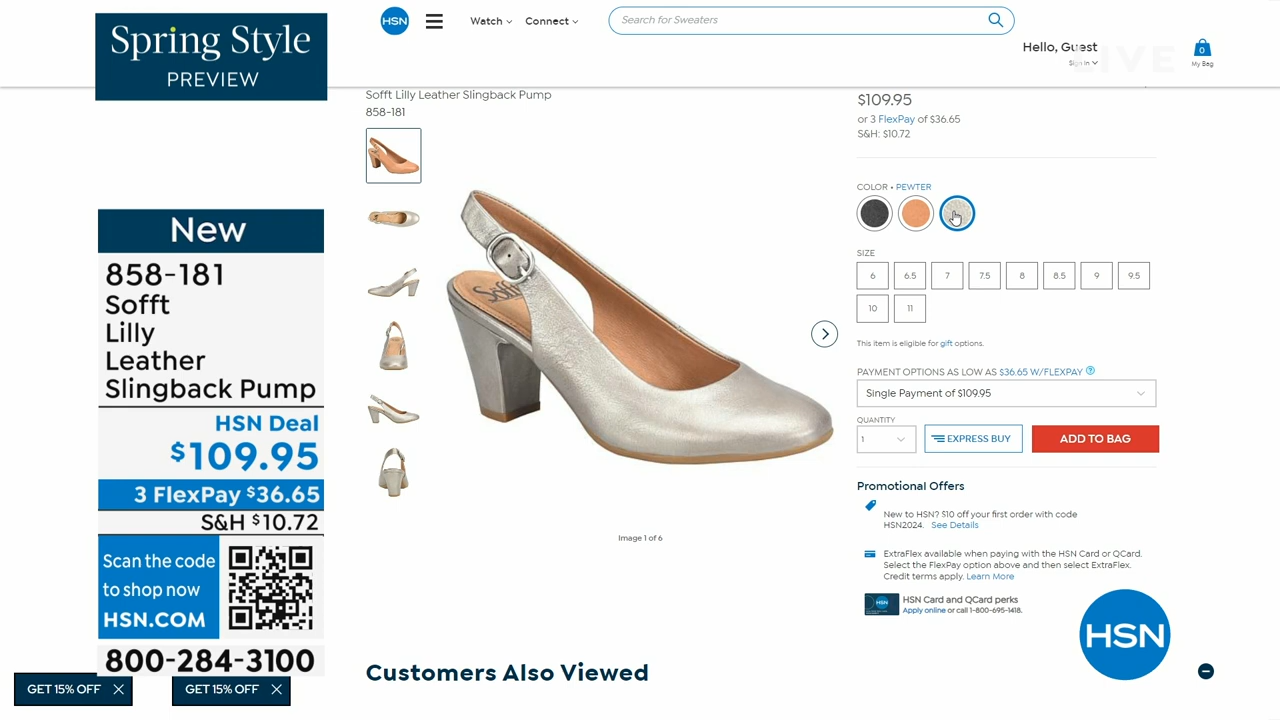 Spring Style
PREVIEW
HSN
Watch
Connect
Search for Sweaters
Hello, Guest
Sign In
LIVE
0
My Bag
New
858-181
Sofft
Lilly
Leather
Slingback Pump
HSN Deal
$109.95
3 FlexPay $36.65
S&H $10.72
Scan the code
to shop now
HSN.COM
800-284-3100
GET 15% OFF
GET 15% OFF
Sofft Lilly Leather Slingback Pump
858-181
Sofft
Image 1 of 6
$109.95
or 3 FlexPay of $36.65
S&H: $10.72
COLOR • PEWTER
SIZE
6 6.5 7 7.5 8 8.5 9 9.5
10 11
This item is eligible for gift options.
PAYMENT OPTIONS AS LOW AS $36.65 W/FLEXPAY ?
Single Payment of $109.95
QUANTITY
1
EXPRESS BUY
ADD TO BAG
Promotional Offers
New to HSN? $10 off your first order with code
HSN2024. See Details
ExtraFlex available when paying with the HSN Card or QCard.
Select the FlexPay option above and then select ExtraFlex.
Credit terms apply. Learn More
HSN
HSN Card and QCard perks
Apply online or call 1-800-695-1418.
HSN
Customers Also Viewed